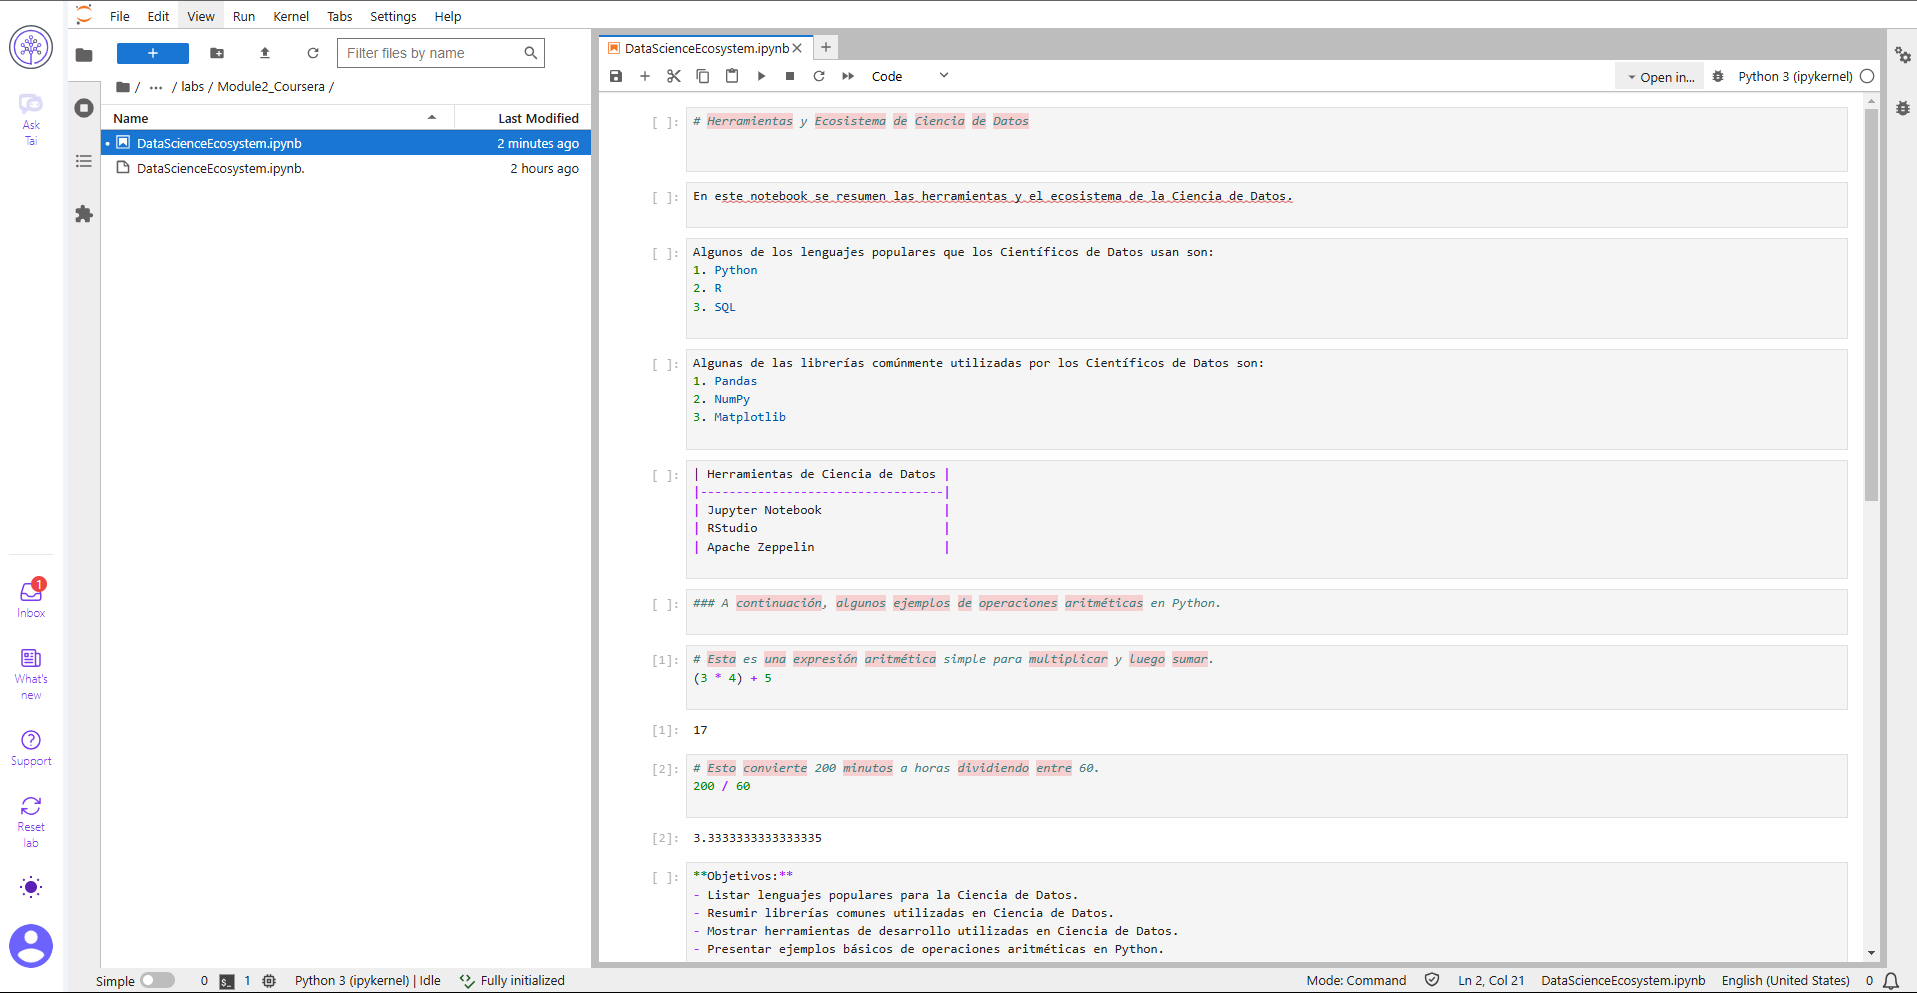 File Edit View Run Kernel Tabs Settings Help
Ask
Tai
Inbox
1
What's
new
Support
Reset
lab
+
Filter files by name
/ ... / labs / Module2_Coursera /
Name Last Modified
DataScienceEcosystem.ipynb 2 minutes ago
DataScienceEcosystem.ipynb. 2 hours ago
DataScienceEcosystem.ipynb
Code
Open in...
Python 3 (ipykernel)
[ ]: # Herramientas y Ecosistema de Ciencia de Datos
[ ]: En este notebook se resumen las herramientas y el ecosistema de la Ciencia de Datos.
[ ]: Algunos de los lenguajes populares que los Científicos de Datos usan son:
1. Python
2. R
3. SQL
[ ]: Algunas de las librerías comúnmente utilizadas por los Científicos de Datos son:
1. Pandas
2. NumPy
3. Matplotlib
[ ]: | Herramientas de Ciencia de Datos |
|----------------------------------|
| Jupyter Notebook |
| RStudio |
| Apache Zeppelin |
[ ]: ### A continuación, algunos ejemplos de operaciones aritméticas en Python.
[1]: # Esta es una expresión aritmética simple para multiplicar y luego sumar.
(3 * 4) + 5
[1]: 17
[2]: # Esto convierte 200 minutos a horas dividiendo entre 60.
200 / 60
[2]: 3.3333333333333335
[ ]: **Objetivos:**
- Listar lenguajes populares para la Ciencia de Datos.
- Resumir librerías comunes utilizadas en Ciencia de Datos.
- Mostrar herramientas de desarrollo utilizadas en Ciencia de Datos.
- Presentar ejemplos básicos de operaciones aritméticas en Python.
Simple 0 $_ 1 Python 3 (ipykernel) | Idle Fully initialized Mode: Command Ln 2, Col 21 DataScienceEcosystem.ipynb English (United States) 0